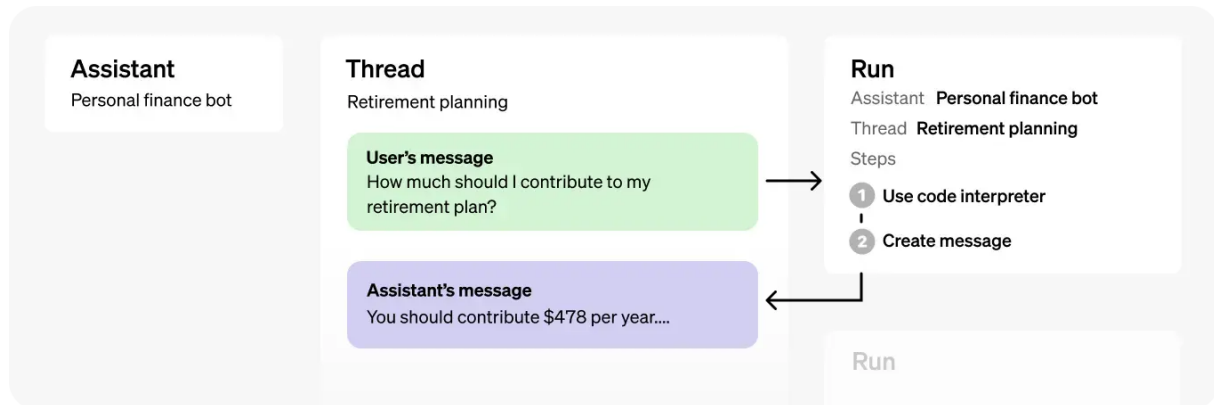 Assistant
Personal finance bot
Thread
Retirement planning
User’s message
How much should I contribute to my
retirement plan?
Assistant’s message
You should contribute $478 per year....
Run
Assistant Personal finance bot
Thread Retirement planning
Steps
1 Use code interpreter
2 Create message
Run